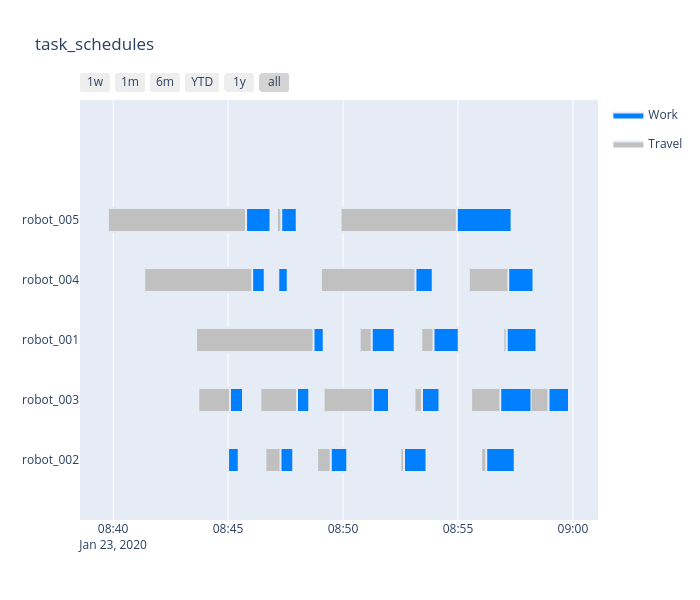 task_schedules
1w 1m 6m YTD 1y all
Work
Travel
robot_005
robot_004
robot_001
robot_003
robot_002
08:40 08:45 08:50 08:55 09:00
Jan 23, 2020